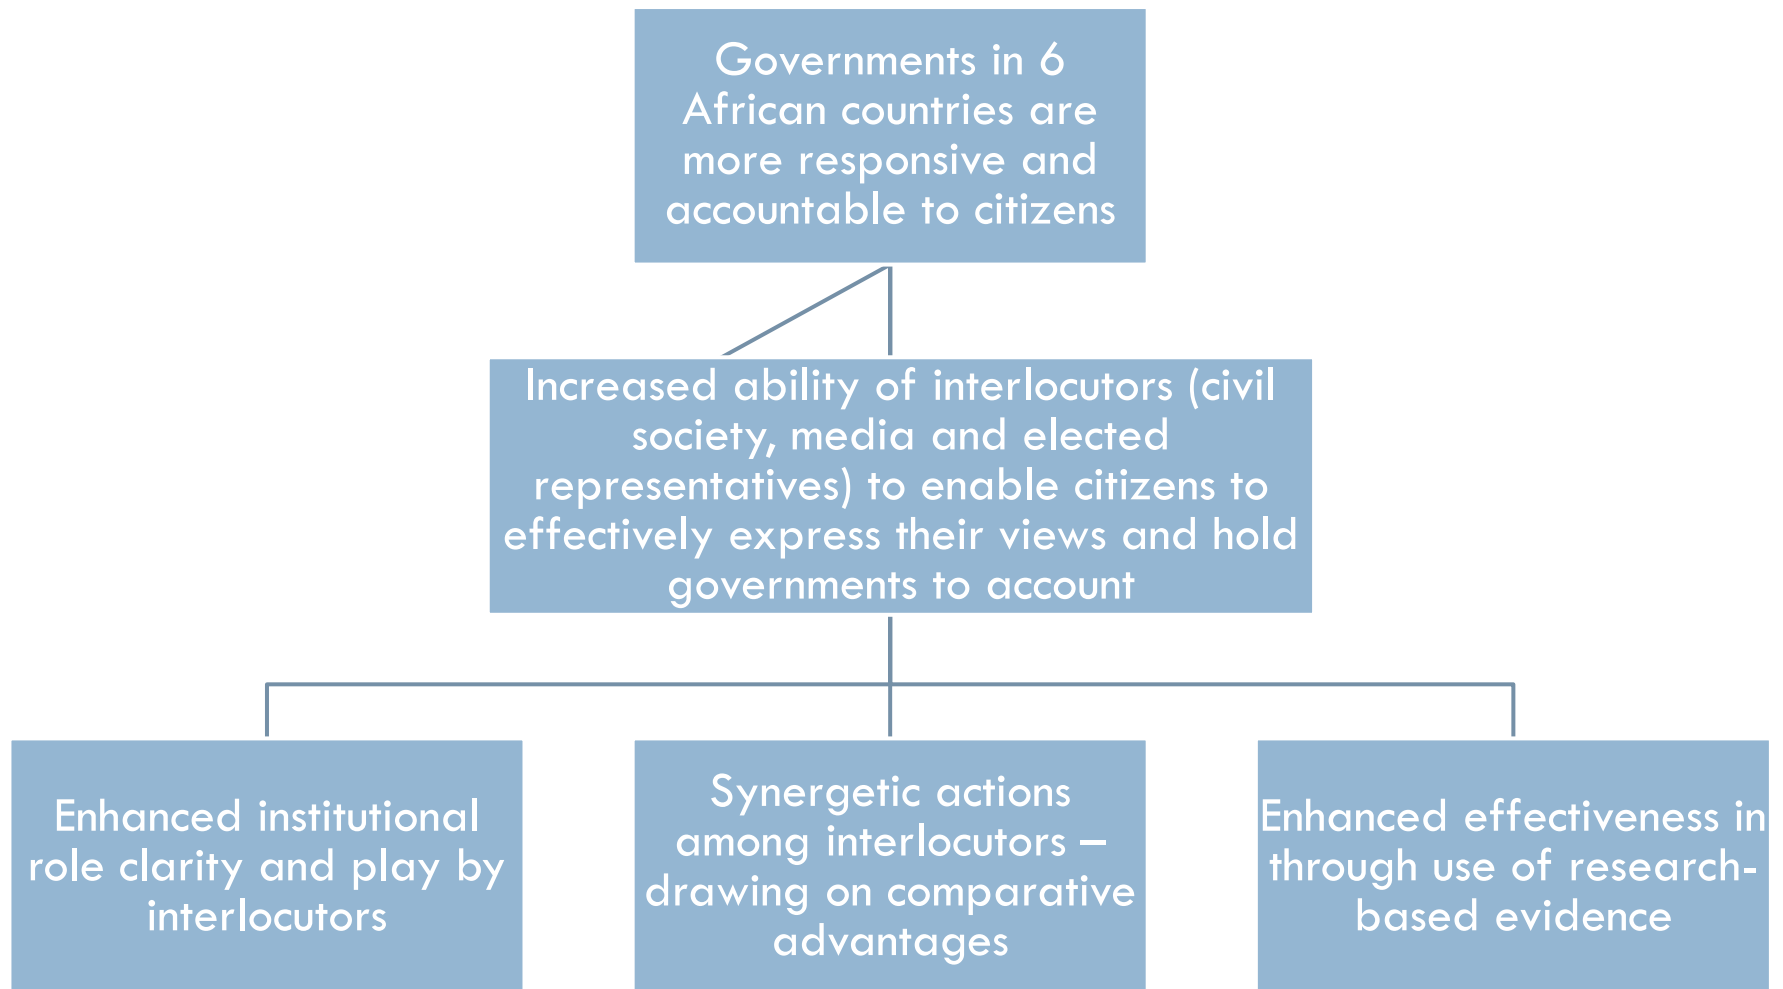 Governments in 6
African countries are
more responsive and
accountable to citizens
Increased ability of interlocutors (civil
society, media and elected
representatives) to enable citizens to
effectively express their views and hold
governments to account
Enhanced institutional
role clarity and play by
interlocutors
Synergetic actions
among interlocutors –
drawing on comparative
advantages
Enhanced effectiveness in
through use of research-
based evidence